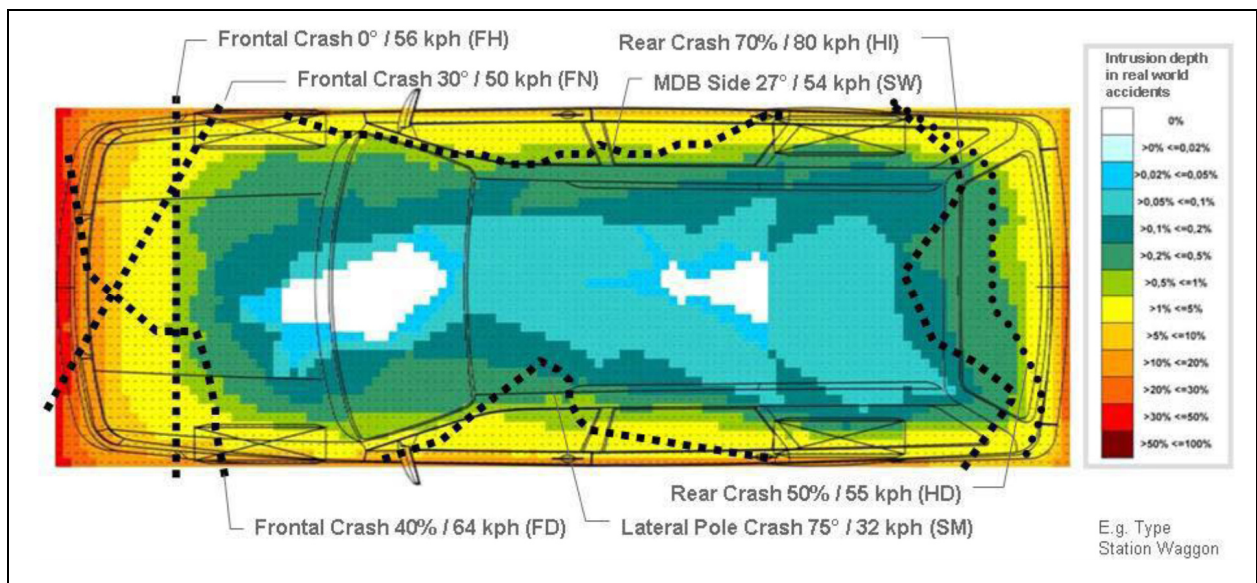 Frontal Crash 0° / 56 kph (FH)
Rear Crash 70% / 80 kph (HI)
Frontal Crash 30° / 50 kph (FN)
MDB Side 27° / 54 kph (SW)
Intrusion depth
in real world
accidents
0%
>0% <=0,02%
>0,02% <=0,05%
>0,05% <=0,1%
>0,1% <=0,2%
>0,2% <=0,5%
>0,5% <=1%
>1% <=5%
>5% <=10%
>10% <=20%
>20% <=30%
>30% <=50%
>50% <=100%
Rear Crash 50% / 55 kph (HD)
Frontal Crash 40% / 64 kph (FD)
Lateral Pole Crash 75° / 32 kph (SM)
E.g. Type
Station Waggon